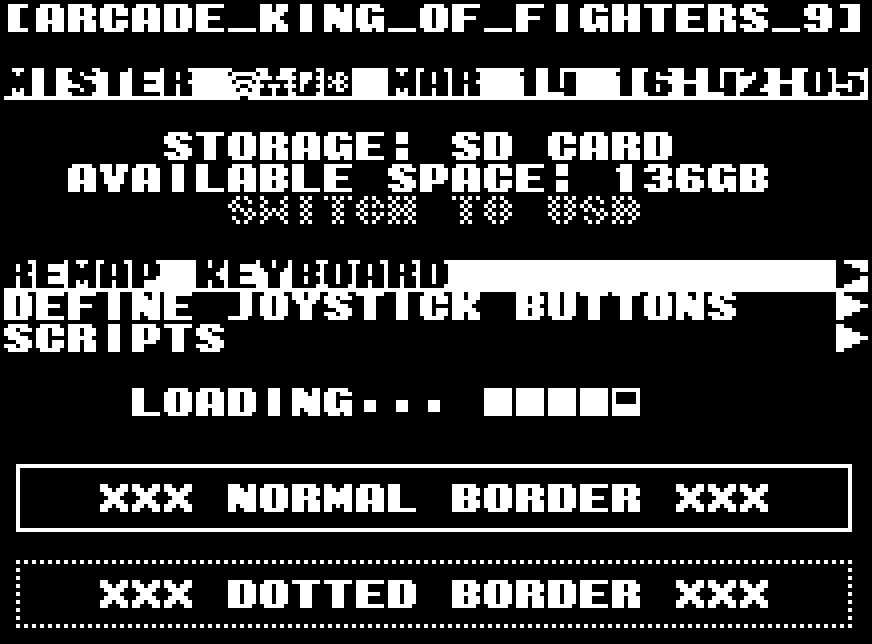 [ARCADE_KING_OF_FIGHTERS_9]
MISTER MAR 14 16:42:05
STORAGE: SD CARD
AVAILABLE SPACE: 136GB
SWITCH TO USB
REMAP KEYBOARD
DEFINE JOYSTICK BUTTONS
SCRIPTS
LOADING...
XXX NORMAL BORDER XXX
XXX DOTTED BORDER XXX